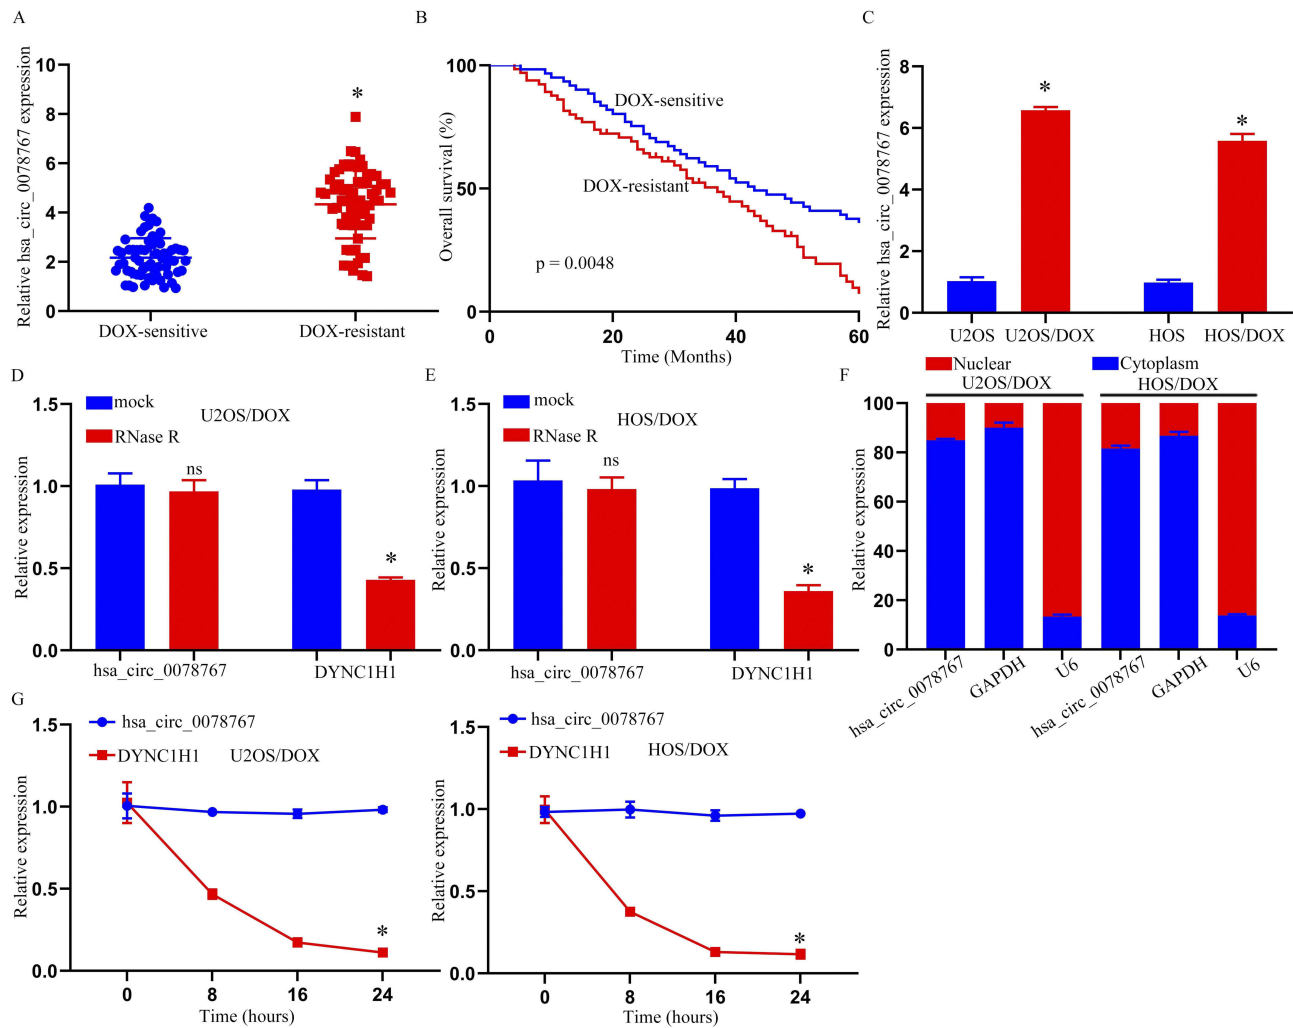 A
Relative hsa_circ_0078767 expression
10
8
6
4
2
0
*
DOX-sensitive
DOX-resistant
B
Overall survival (%)
100
50
0
DOX-sensitive
DOX-resistant
p = 0.0048
0
20
40
60
Time (Months)
C
Relative hsa_circ_0078767 expression
8
6
4
2
0
*
*
U2OS
U2OS/DOX
HOS
HOS/DOX
D
Relative expression
1.5
1.0
0.5
0.0
mock
RNase R
U2OS/DOX
ns
*
hsa_circ_0078767
DYNC1H1
E
Relative expression
1.5
1.0
0.5
0.0
mock
RNase R
HOS/DOX
ns
*
hsa_circ_0078767
DYNC1H1
F
Nuclear
Cytoplasm
U2OS/DOX
HOS/DOX
Relative expression
100
80
60
40
20
0
hsa_circ_0078767
GAPDH
U6
hsa_circ_0078767
GAPDH
U6
G
Relative expression
1.5
1.0
0.5
0.0
hsa_circ_0078767
DYNC1H1
U2OS/DOX
*
0
8
16
24
Time (hours)
Relative expression
1.5
1.0
0.5
0.0
hsa_circ_0078767
DYNC1H1
HOS/DOX
*
0
8
16
24
Time (hours)